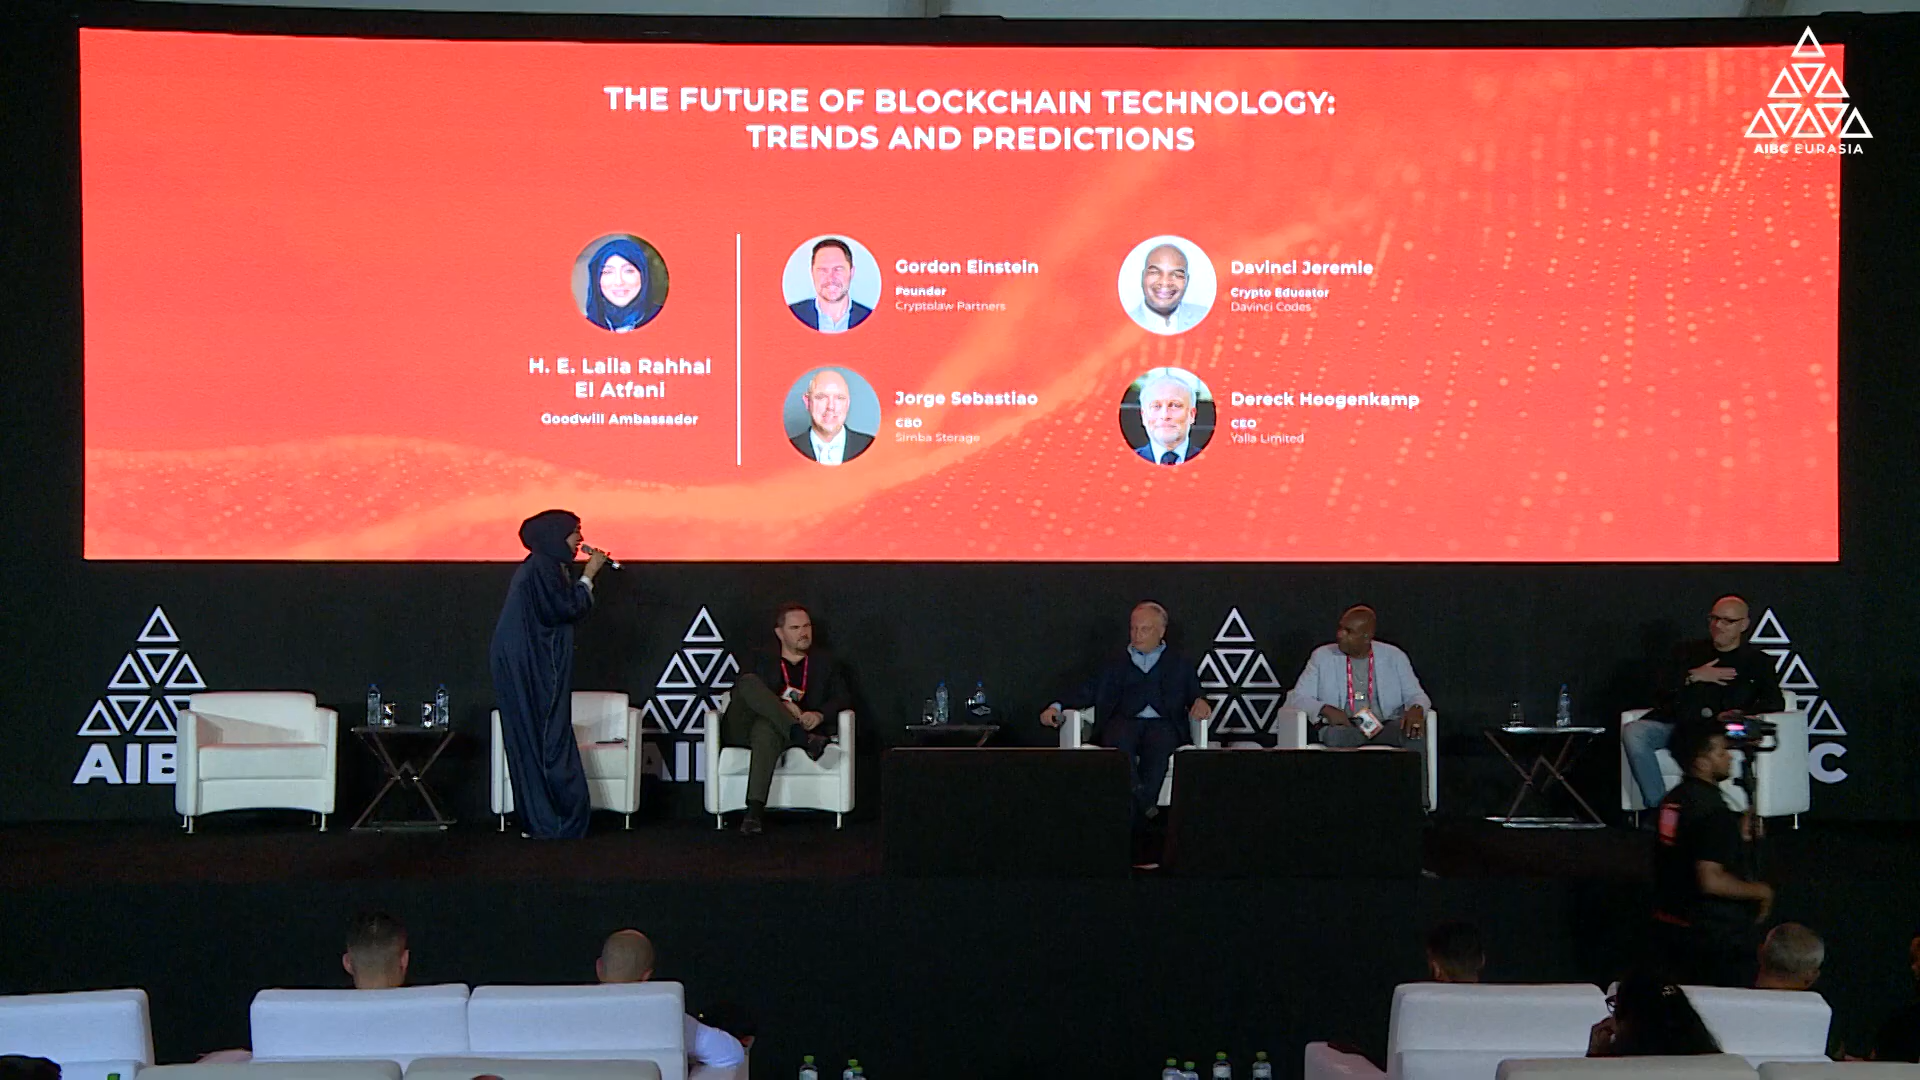 THE FUTURE OF BLOCKCHAIN TECHNOLOGY:
TRENDS AND PREDICTIONS
AIBC EURASIA
H. E. Laila Rahhal
El Atfani
Goodwill Ambassador
Gordon Einstein
Founder
Cryptolaw Partners
Davinci Jeremie
Crypto Educator
Davinci Codes
Jorge Sebastiao
CBO
Simba Storage
Dereck Hoogenkamp
CEO
Yalla Limited
AIB
AI
C